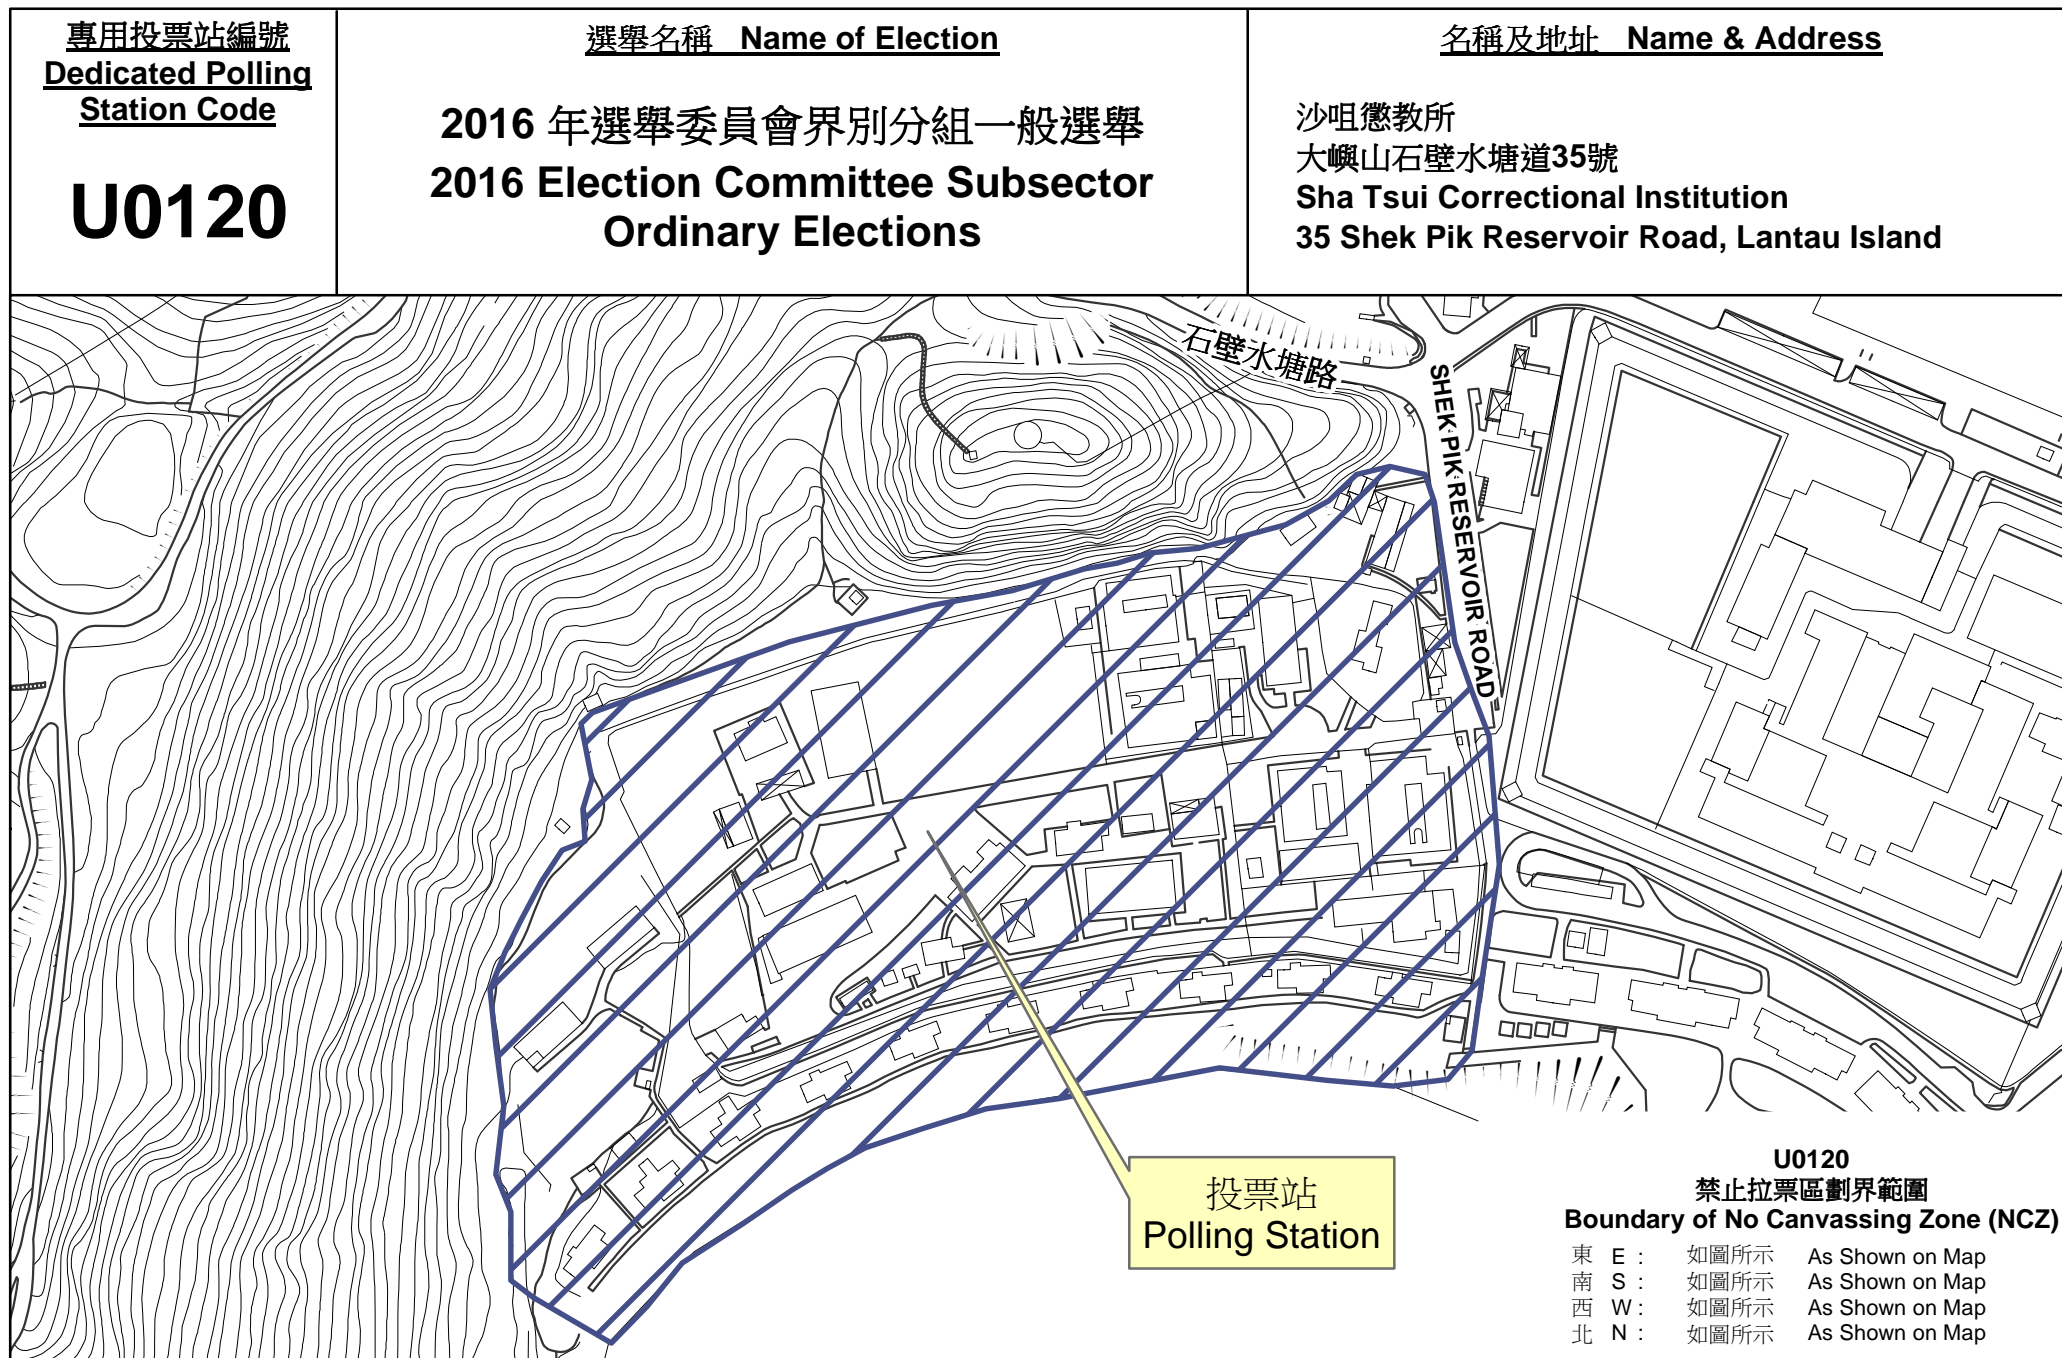 專用投票站編號
Dedicated Polling
Station Code
U0120
選舉名稱 Name of Election
2016 年選舉委員會界別分組一般選舉
2016 Election Committee Subsector
Ordinary Elections
名稱及地址 Name & Address
沙咀懲教所
大嶼山石壁水塘道35號
Sha Tsui Correctional Institution
35 Shek Pik Reservoir Road, Lantau Island
石壁水塘路
SHEK PIK RESERVOIR ROAD
投票站
Polling Station
U0120
禁止拉票區劃界範圍
Boundary of No Canvassing Zone (NCZ)
東 E : 如圖所示 As Shown on Map
南 S : 如圖所示 As Shown on Map
西 W : 如圖所示 As Shown on Map
北 N : 如圖所示 As Shown on Map